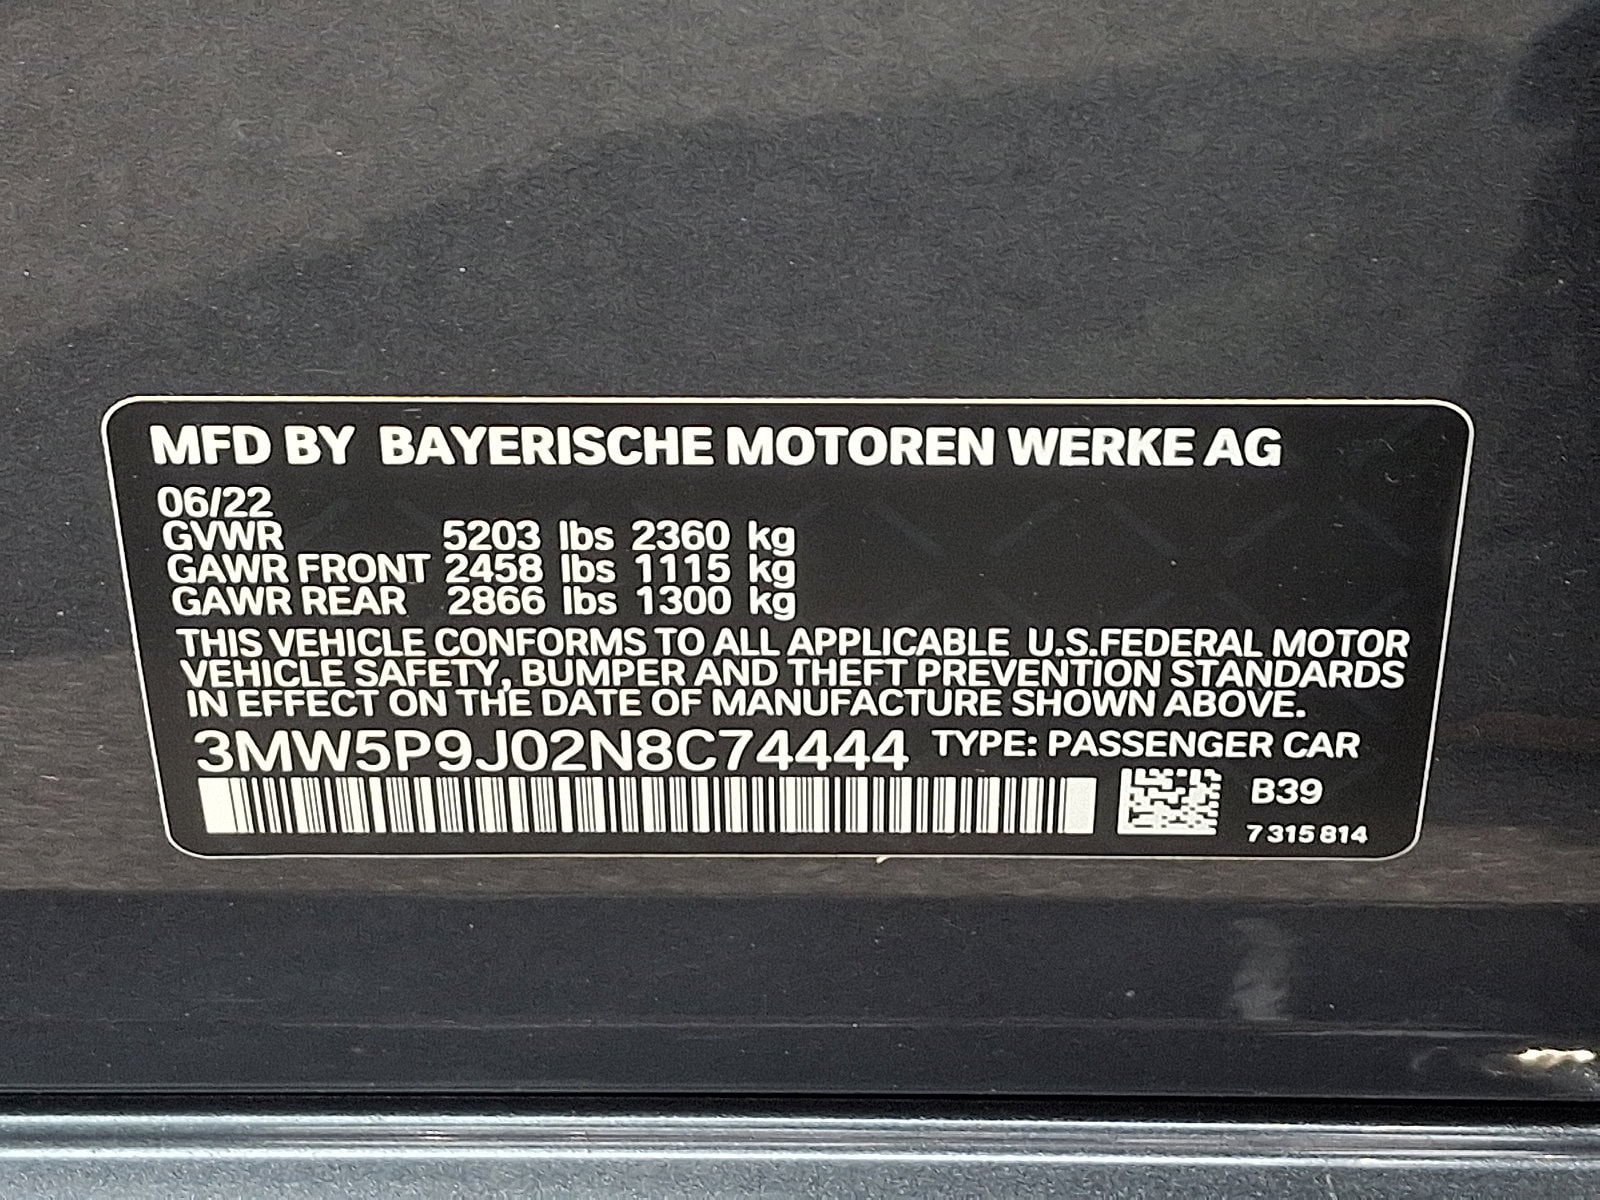 MFD BY BAYERISCHE MOTOREN WERKE AG
06/22
GVWR 5203 lbs 2360 kg
GAWR FRONT 2458 lbs 1115 kg
GAWR REAR 2866 lbs 1300 kg
THIS VEHICLE CONFORMS TO ALL APPLICABLE U.S.FEDERAL MOTOR
VEHICLE SAFETY, BUMPER AND THEFT PREVENTION STANDARDS
IN EFFECT ON THE DATE OF MANUFACTURE SHOWN ABOVE.
3MW5P9J02N8C74444 TYPE: PASSENGER CAR
B39
7 315 814